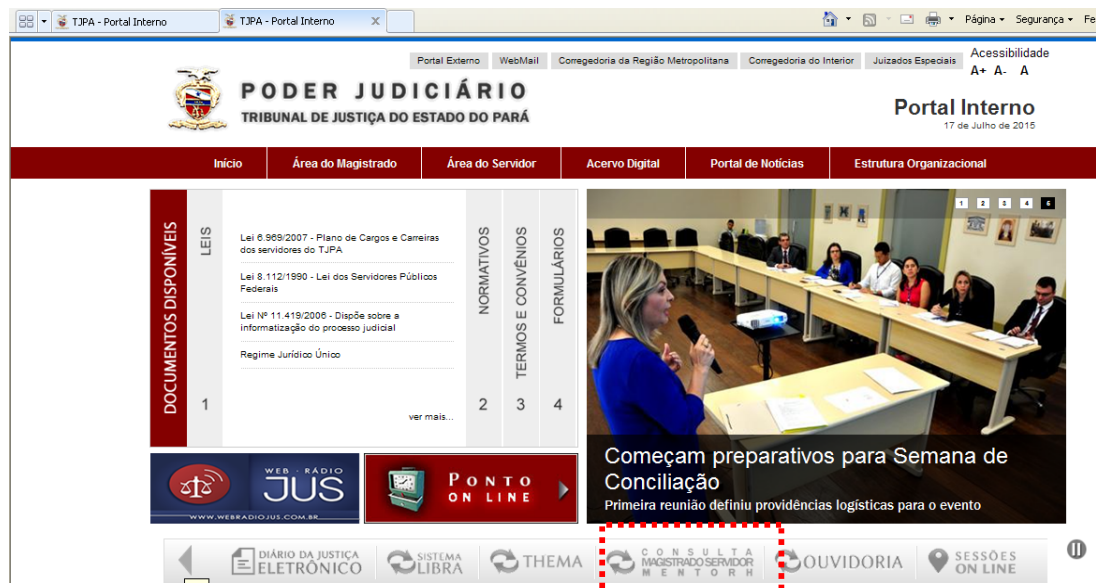 TJPA - Portal Interno
TJPA - Portal Interno X
Página
Segurança
Fe
Portal Externo
WebMail
Corregedoria da Região Metropolitana
Corregedoria do Interior
Juizados Especiais
Acessibilidade
A+ A- A
PODER JUDICIÁRIO
TRIBUNAL DE JUSTIÇA DO ESTADO DO PARÁ
Portal Interno
17 de Julho de 2015
Início
Área do Magistrado
Área do Servidor
Acervo Digital
Portal de Notícias
Estrutura Organizacional
DOCUMENTOS DISPONÍVEIS
LEIS
1
Lei 6.969/2007 - Plano de Cargos e Carreiras
dos servidores do TJPA
Lei 8.112/1990 - Lei dos Servidores Públicos
Federais
Lei Nº 11.419/2006 - Dispõe sobre a
informatização do processo judicial
Regime Jurídico Único
ver mais...
NORMATIVOS
2
TERMOS E CONVÊNIOS
3
FORMULÁRIOS
4
1 2 3 4 5
Começam preparativos para Semana de
Conciliação
Primeira reunião definiu providências logísticas para o evento
WEB - RÁDIO
JUS
WWW.WEBRADIOJUS.COM.BR
PONTO
ON LINE
DIÁRIO DA JUSTIÇA
ELETRÔNICO
SISTEMA
LIBRA
THEMA
CONSULTA
MAGISTRADO SERVIDOR
MENTORH
OUVIDORIA
SESSÕES
ON LINE